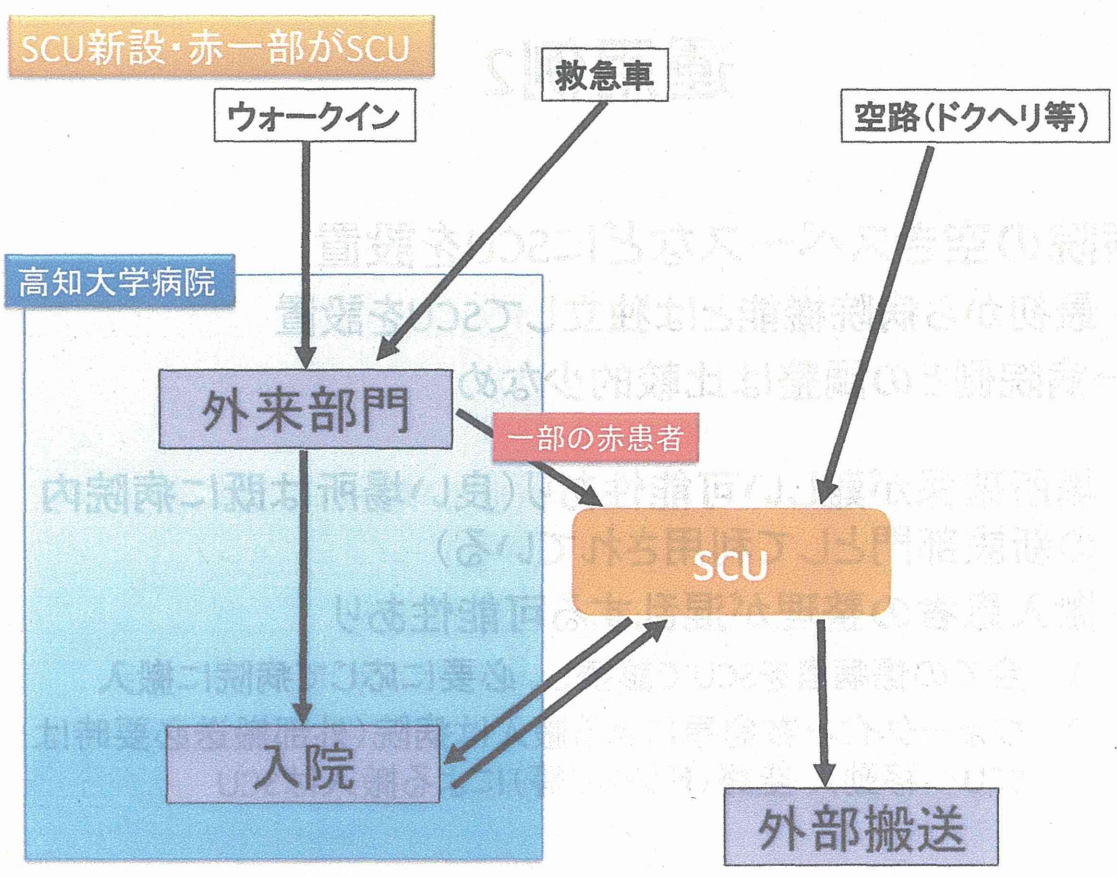 SCU新設・赤一部がSCU
救急車
ウォークイン
空路(ドクヘリ等)
高知大学病院
外来部門
一部の赤患者
SCU
入院
外部搬送